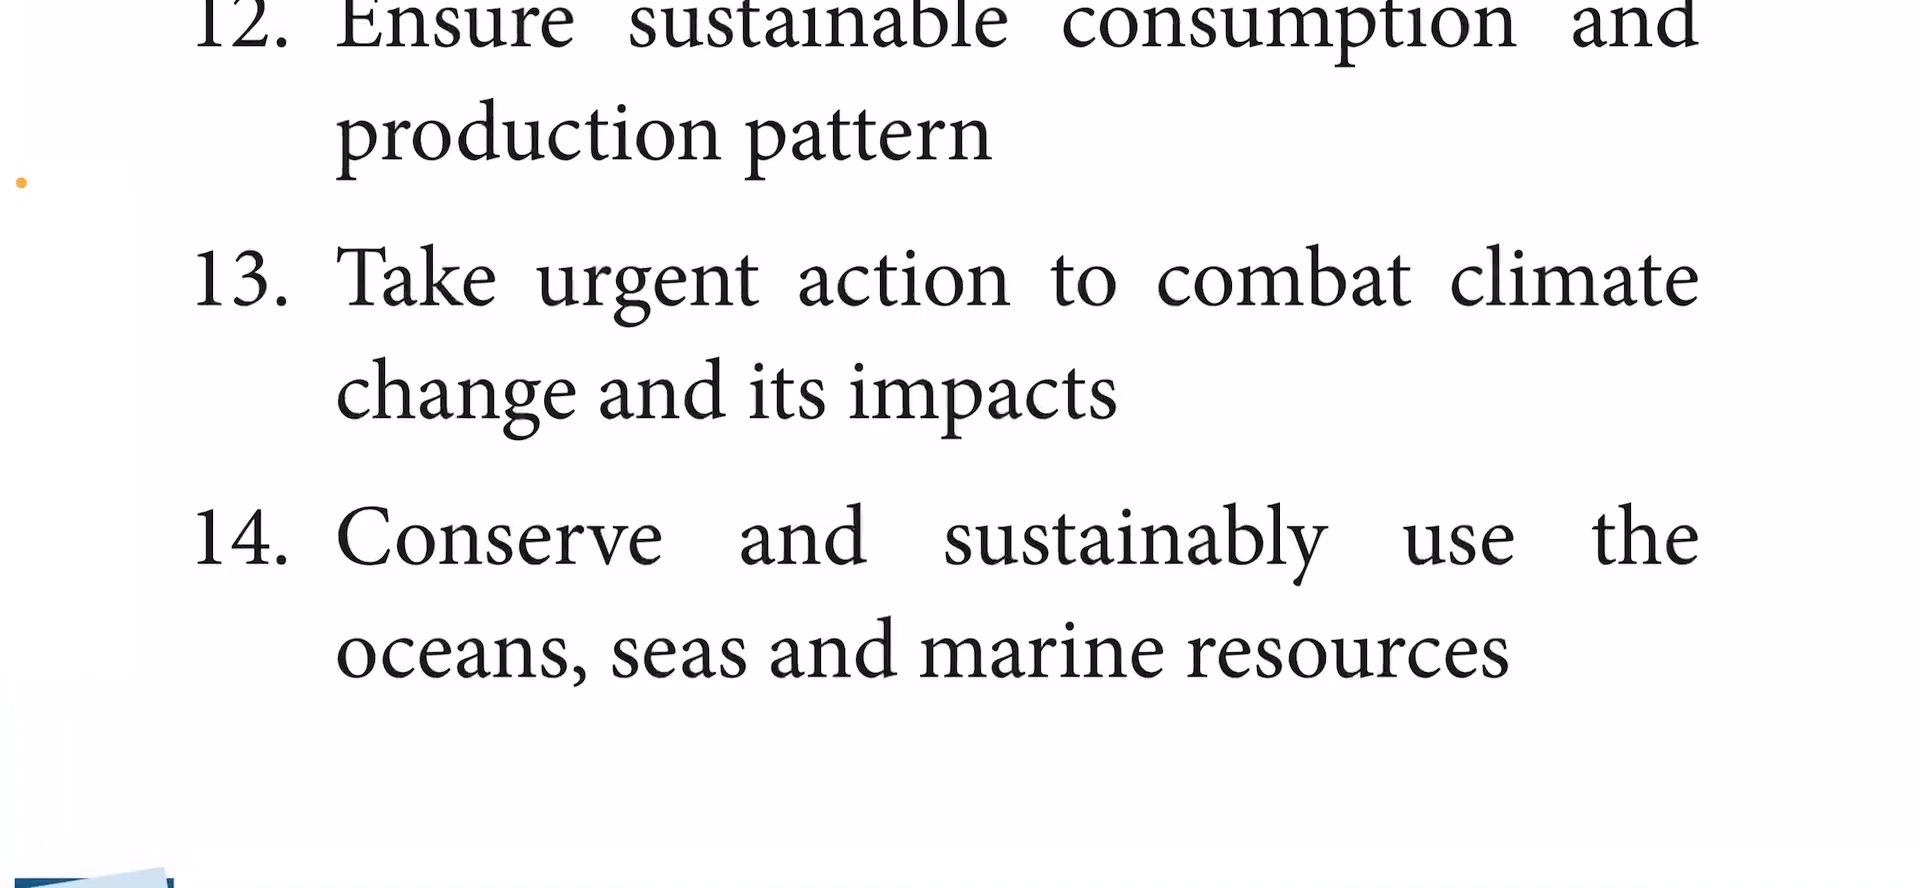 12. Ensure sustainable consumption and
production pattern
13. Take urgent action to combat climate
change and its impacts
14. Conserve and sustainably use the
oceans, seas and marine resources